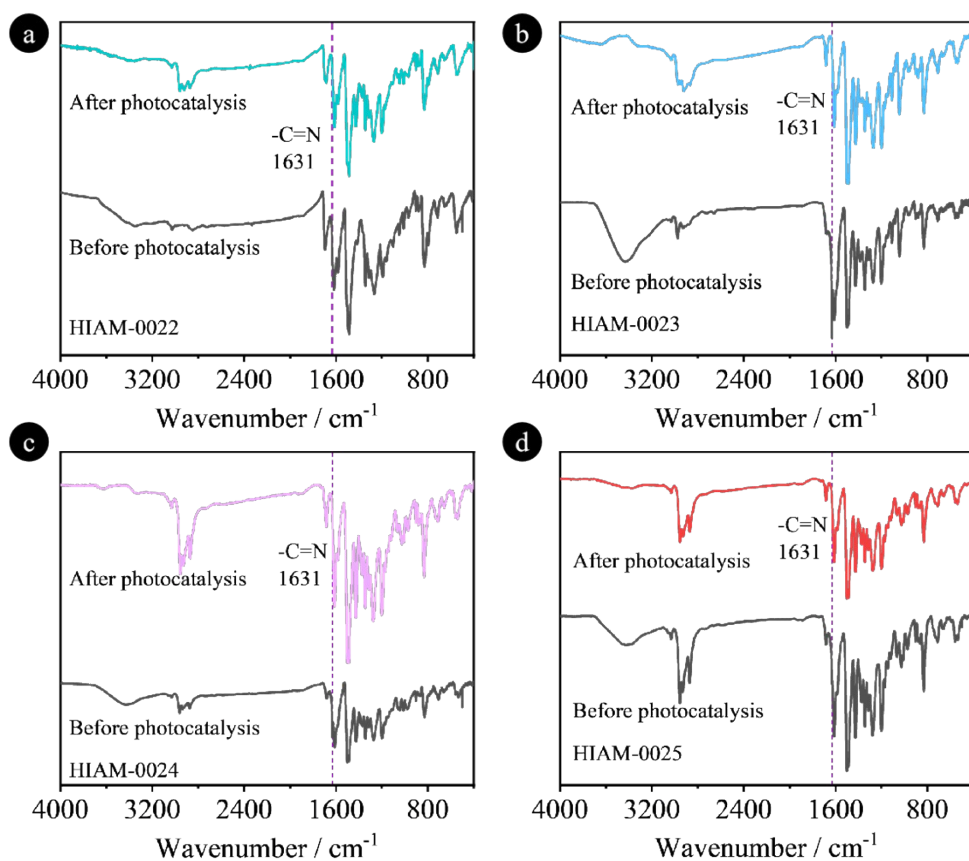 a
After photocatalysis
-C=N
1631
Before photocatalysis
HIAM-0022
4000 3200 2400 1600 800
Wavenumber / cm⁻¹
b
After photocatalysis
-C=N
1631
Before photocatalysis
HIAM-0023
4000 3200 2400 1600 800
Wavenumber / cm⁻¹
c
After photocatalysis
-C=N
1631
Before photocatalysis
HIAM-0024
4000 3200 2400 1600 800
Wavenumber / cm⁻¹
d
After photocatalysis
-C=N
1631
Before photocatalysis
HIAM-0025
4000 3200 2400 1600 800
Wavenumber / cm⁻¹